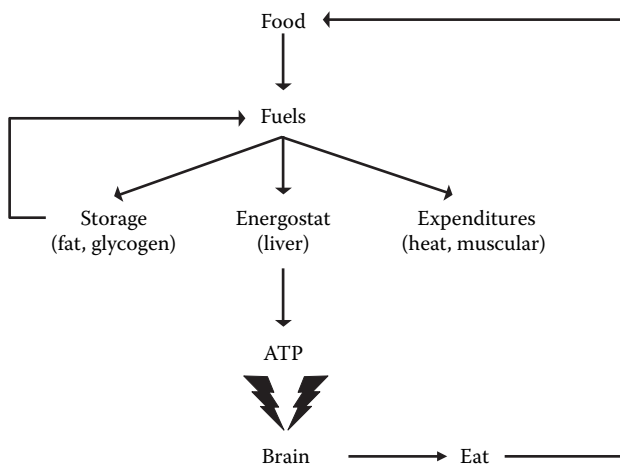 Food
Fuels
Storage
(fat, glycogen)
Energostat
(liver)
Expenditures
(heat, muscular)
ATP
Brain
Eat